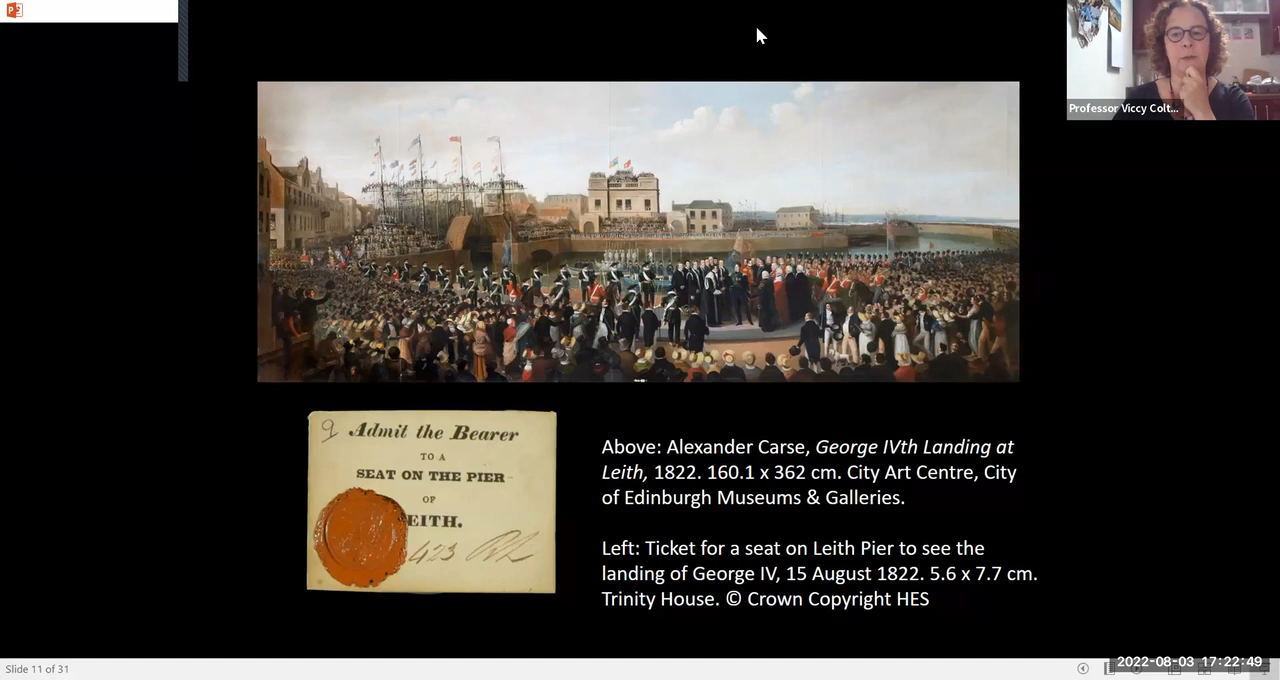 Professor Viccy Colt...
9
Admit the Bearer
TO A
SEAT ON THE PIER
OF
EITH.
423
Above: Alexander Carse, George IVth Landing at
Leith, 1822. 160.1 x 362 cm. City Art Centre, City
of Edinburgh Museums & Galleries.
Left: Ticket for a seat on Leith Pier to see the
landing of George IV, 15 August 1822. 5.6 x 7.7 cm.
Trinity House. © Crown Copyright HES
Slide 11 of 31
2022-08-03 17:22:49